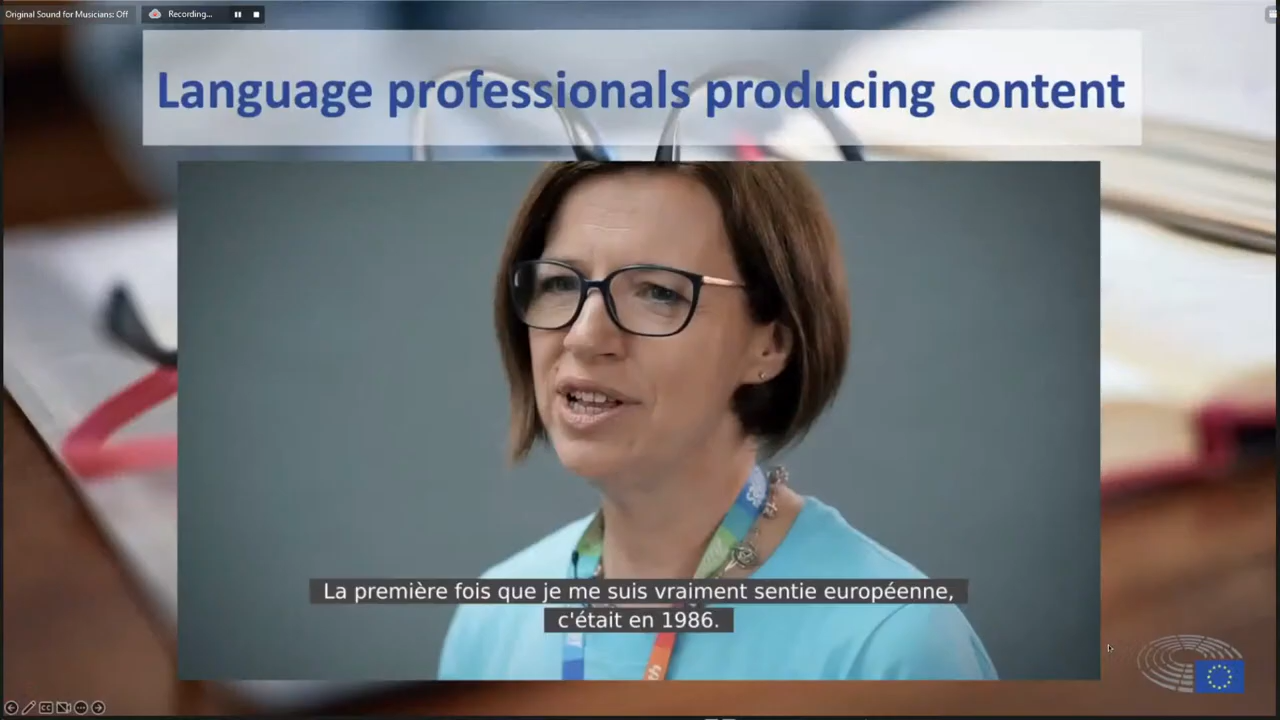 Original Sound for Musicians: Off
Recording...
Language professionals producing content
La première fois que je me suis vraiment sentie européenne,
c'était en 1986.